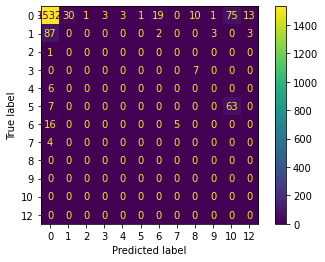 0 1532 30 1 3 3 1 19 0 10 1 75 13
1 87 0 0 0 0 0 2 0 0 3 0 3
2 1 0 0 0 0 0 0 0 0 0 0 0
3 0 0 0 0 0 0 0 0 7 0 0 0
4 6 0 0 0 0 0 0 0 0 0 0 0
5 7 0 0 0 0 0 0 0 0 0 63 0
6 16 0 0 0 0 0 0 5 0 0 0 0
7 4 0 0 0 0 0 0 0 0 0 0 0
8 0 0 0 0 0 0 0 0 0 0 0 0
9 0 0 0 0 0 0 0 0 0 0 0 0
10 0 0 0 0 0 0 0 0 0 0 0 0
12 0 0 0 0 0 0 0 0 0 0 0 0
0 1 2 3 4 5 6 7 8 9 10 12
True label
Predicted label
1400
1200
1000
800
600
400
200
0